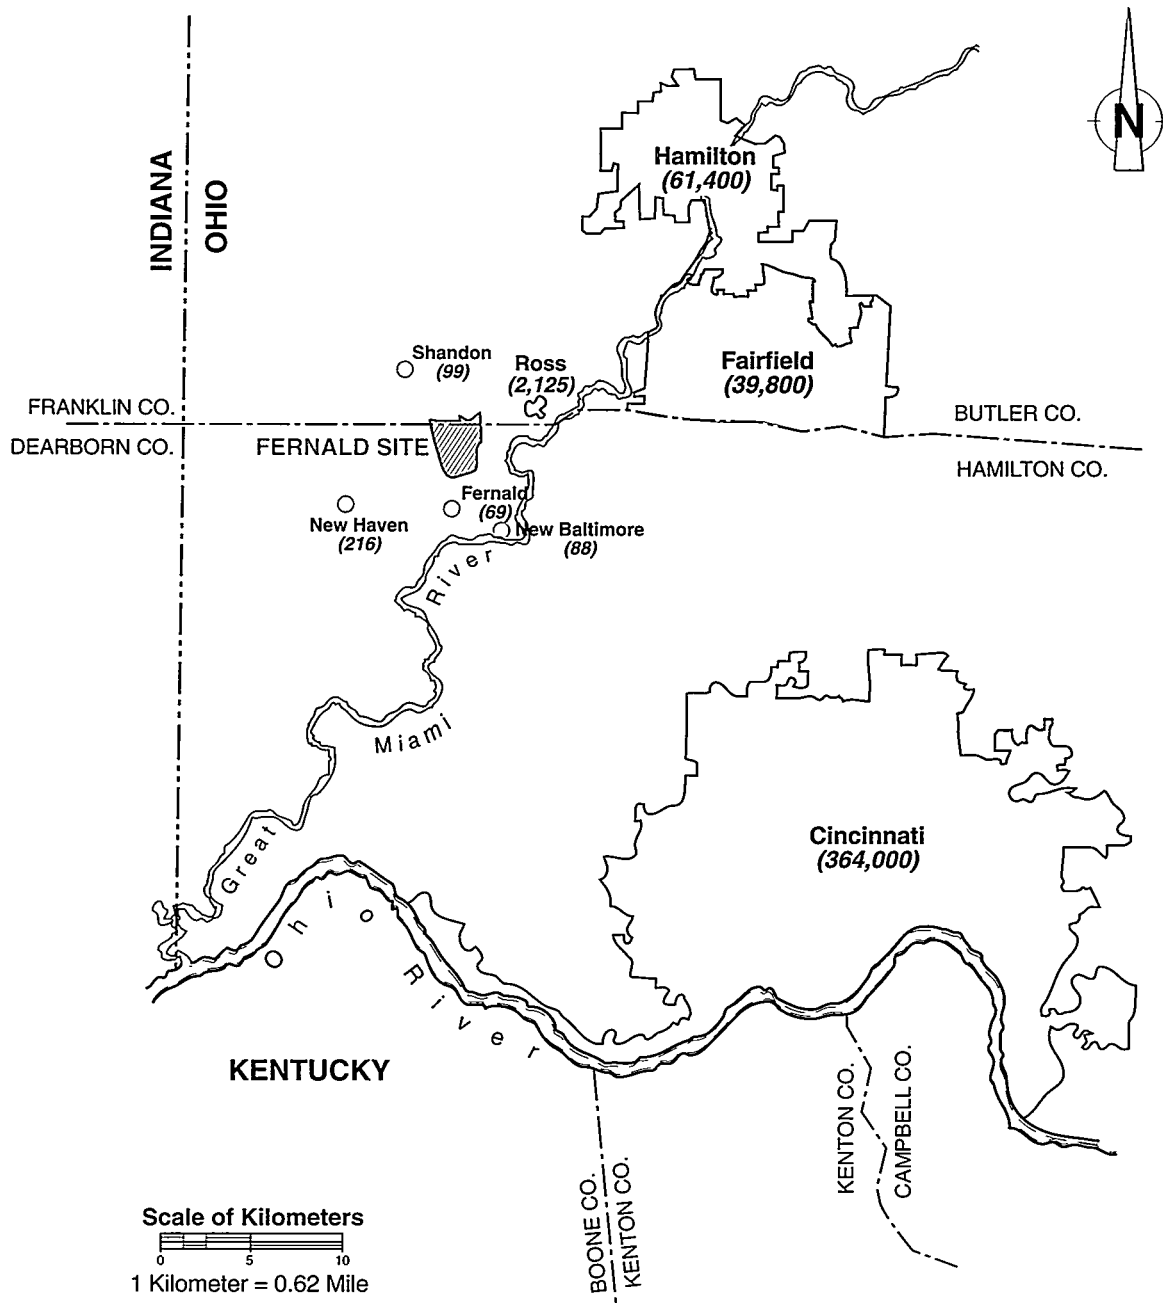 N
Hamilton
(61,400)
INDIANA
OHIO
Shandon
(99)
Ross
(2,125)
Fairfield
(39,800)
FRANKLIN CO.
BUTLER CO.
DEARBORN CO.
FERNALD SITE
HAMILTON CO.
Fernald
(69)
New Haven
(216)
New Baltimore
(88)
River
Miami
Great
Cincinnati
(364,000)
Ohio
River
KENTUCKY
KENTON CO.
CAMPBELL CO.
BOONE CO.
KENTON CO.
Scale of Kilometers
0 5 10
1 Kilometer = 0.62 Mile